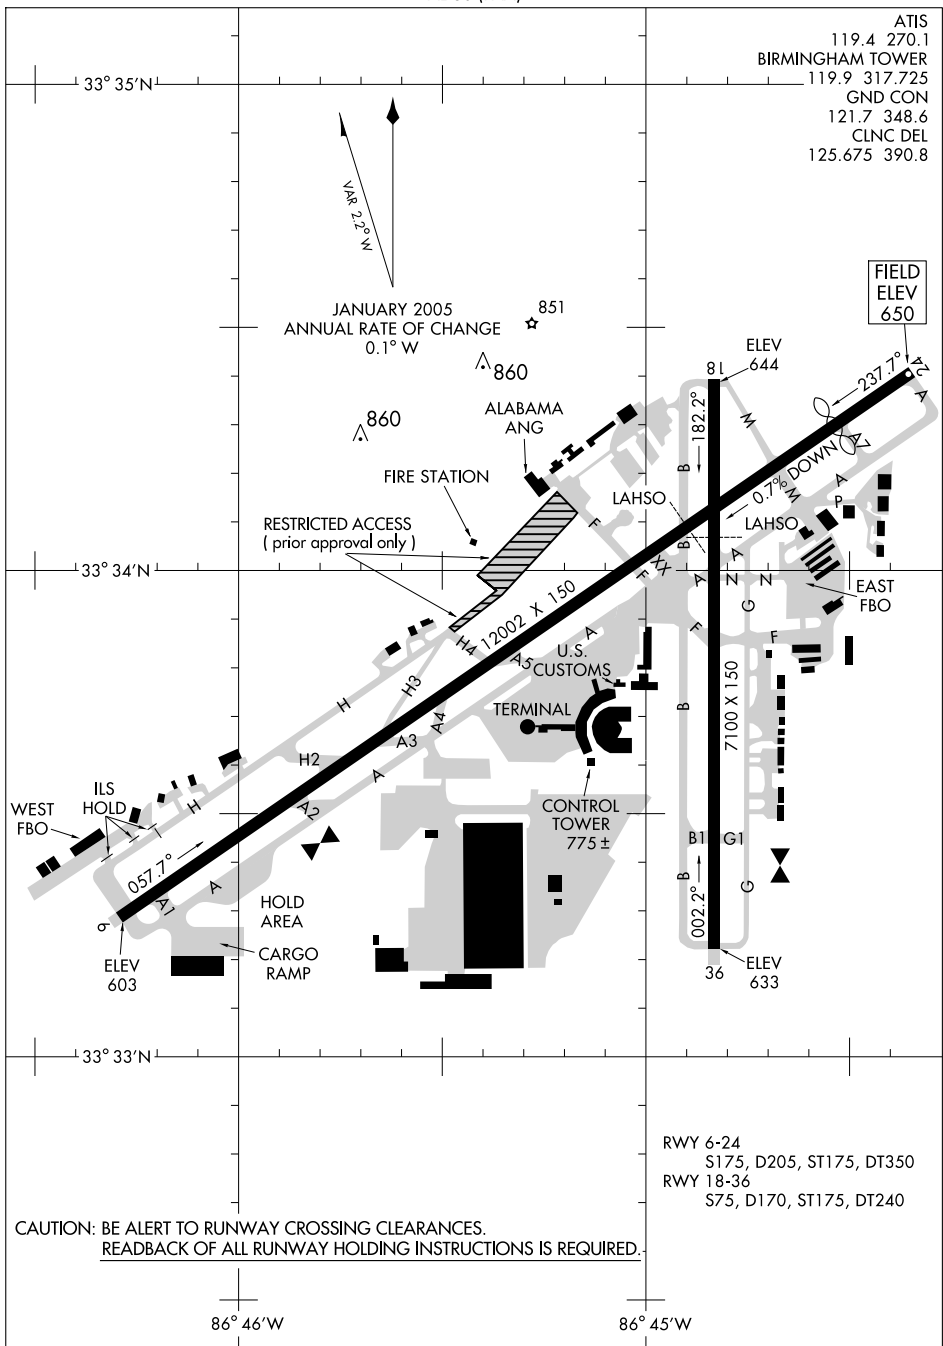 ATIS
119.4 270.1
BIRMINGHAM TOWER
119.9 317.725
GND CON
121.7 348.6
CLNC DEL
125.675 390.8
33°35'N
VAR 2.2° W
JANUARY 2005
ANNUAL RATE OF CHANGE
0.1° W
851
860
860
FIELD
ELEV
650
ELEV
644
18
24
237.7°
A
ALABAMA
ANG
182.2°
M
A7
B
0.7% DOWN
M
A
P
FIRE STATION
LAHSO
LAHSO
RESTRICTED ACCESS
( prior approval only )
F
B
A
XX
33°34'N
F
A
N
N
EAST
FBO
G
12002 X 150
A
F
F
H4
A5
U.S.
CUSTOMS
H3
H
TERMINAL
B
7100 X 150
A4
A3
H2
A
ILS
HOLD
WEST
FBO
H
A2
CONTROL
TOWER
775 ±
B1
G1
057.7°
A
A1
B
G
002.2°
HOLD
AREA
6
ELEV
603
CARGO
RAMP
36
ELEV
633
33°33'N
RWY 6-24
S175, D205, ST175, DT350
RWY 18-36
S75, D170, ST175, DT240
CAUTION: BE ALERT TO RUNWAY CROSSING CLEARANCES.
READBACK OF ALL RUNWAY HOLDING INSTRUCTIONS IS REQUIRED.
86°46'W
86°45'W